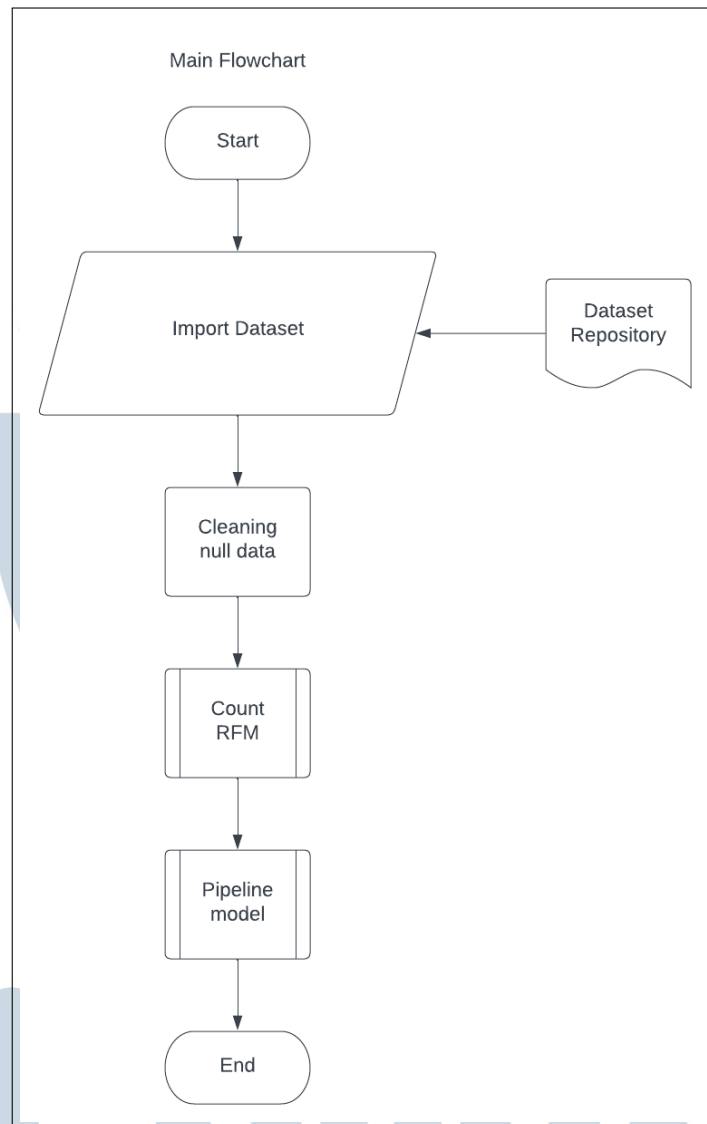 Main Flowchart
Start
Import Dataset
Dataset
Repository
Cleaning
null data
Count
RFM
Pipeline
model
End